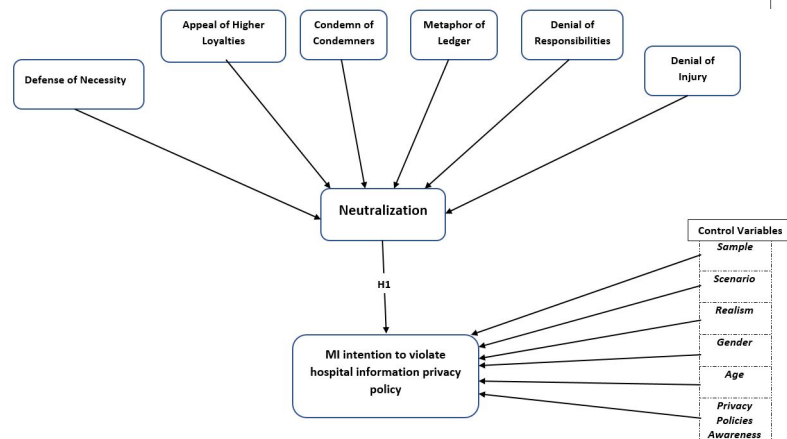 Defense of Necessity
Appeal of Higher
Loyalties
Condemn of
Condemners
Metaphor of
Ledger
Denial of
Responsibilities
Denial of
Injury
Neutralization
H1
MI intention to violate
hospital information privacy
policy
Control Variables
Sample
Scenario
Realism
Gender
Age
Privacy
Policies
Awareness